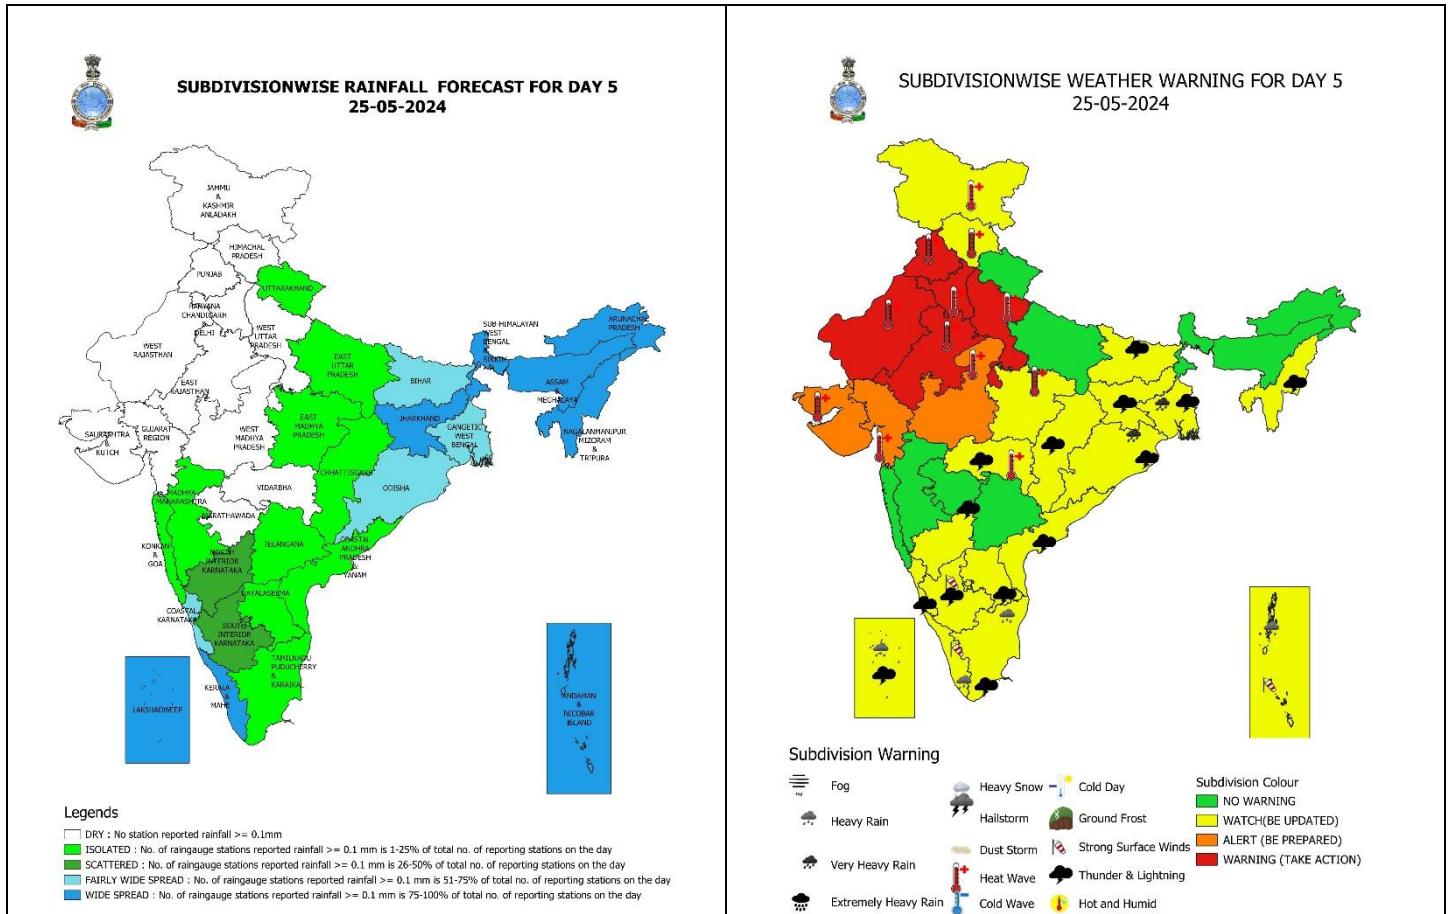 SUBDIVISIONWISE RAINFALL FORECAST FOR DAY 5
25-05-2024
JAMMU
&
KASHMIR
ANLADAKH
HIMACHAL
PRADESH
PUNJAB
UTTARAKHAND
HARYANA
CHANDIGARH
&
DELHI
WEST
UTTAR
PRADESH
WEST
RAJASTHAN
EAST
RAJASTHAN
EAST
UTTAR
PRADESH
BIHAR
SUB-HIMALAYAN
WEST
BENGAL
&
SIKKIM
ARUNACHAL
PRADESH
ASSAM
&
MEGHALAYA
NAGALANMANIPUR
MIZORAM
&
TRIPURA
JHARKHAND
GANGETIC
WEST
BENGAL
SAURASHTRA
&
KUTCH
GUJARAT
REGION
WEST
MADHYA
PRADESH
EAST
MADHYA
PRADESH
CHHATTISGARH
ODISHA
VIDARBHA
MADHYA
MAHARASHTRA
MARATHAWADA
KONKAN
&
GOA
TELANGANA
COASTAL
ANDHRA
PRADESH
&
YANAM
NORTH
INTERIOR
KARNATAKA
RAYALASEEMA
COASTAL
KARNATAKA
SOUTH
INTERIOR
KARNATAKA
TAMILNADU
PUDUCHERRY
&
KARAIKAL
KERALA
&
MAHE
LAKSHADWEEP
ANDAMAN
&
NICOBAR
ISLAND
Legends
DRY : No station reported rainfall >= 0.1mm
ISOLATED : No. of raingauge stations reported rainfall >= 0.1 mm is 1-25% of total no. of reporting stations on the day
SCATTERED : No. of raingauge stations reported rainfall >= 0.1 mm is 26-50% of total no. of reporting stations on the day
FAIRLY WIDE SPREAD : No. of raingauge stations reported rainfall >= 0.1 mm is 51-75% of total no. of reporting stations on the day
WIDE SPREAD : No. of raingauge stations reported rainfall >= 0.1 mm is 75-100% of total no. of reporting stations on the day
SUBDIVISIONWISE WEATHER WARNING FOR DAY 5
25-05-2024
Subdivision Warning
Fog
Heavy Rain
Very Heavy Rain
Extremely Heavy Rain
Heavy Snow
Hailstorm
Dust Storm
Heat Wave
Cold Wave
Cold Day
Ground Frost
Strong Surface Winds
Thunder & Lightning
Hot and Humid
Subdivision Colour
NO WARNING
WATCH(BE UPDATED)
ALERT (BE PREPARED)
WARNING (TAKE ACTION)